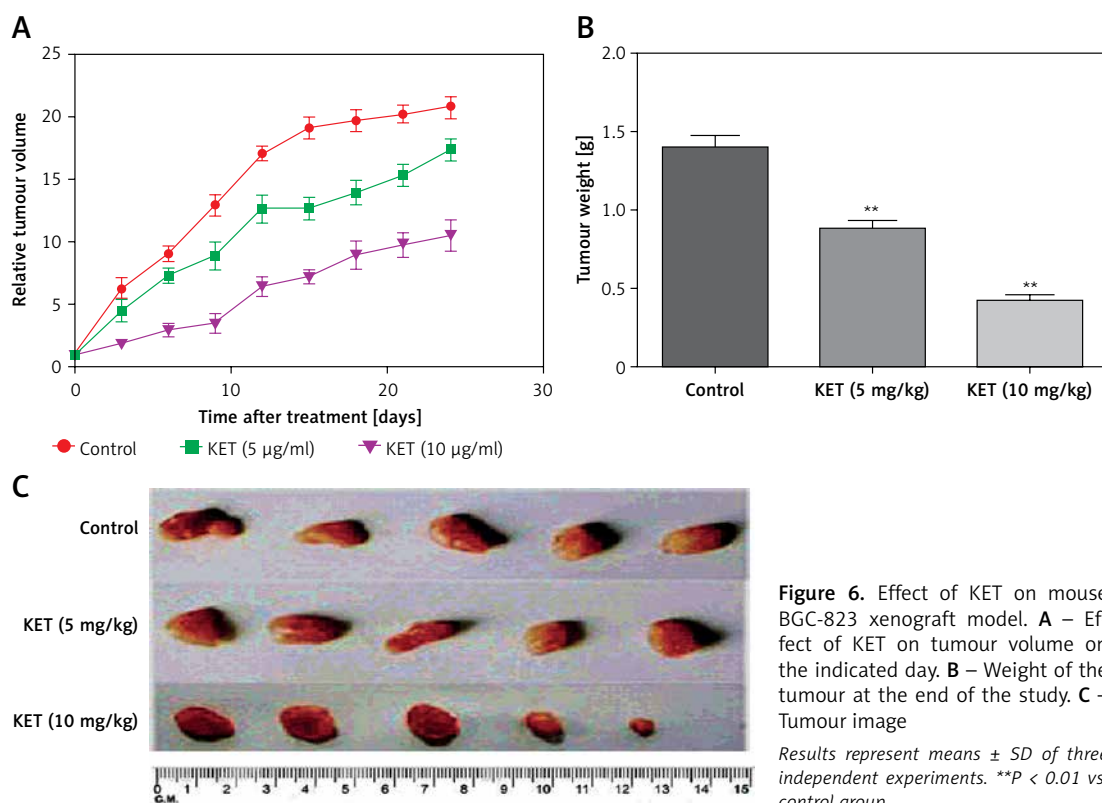 A
25
20
15
10
5
0
Relative tumour volume
0 10 20 30
Time after treatment [days]
Control KET (5 µg/ml) KET (10 µg/ml)
B
2.0
1.5
1.0
0.5
0
Tumour weight [g]
**
**
Control KET (5 mg/kg) KET (10 mg/kg)
C
Control
KET (5 mg/kg)
KET (10 mg/kg)
0 1 2 3 4 5 6 7 8 9 10 11 12 13 14 15
C.M.
Figure 6. Effect of KET on mouse
BGC-823 xenograft model. A – Ef
fect of KET on tumour volume on
the indicated day. B – Weight of the
tumour at the end of the study. C –
Tumour image
Results represent means ± SD of three
independent experiments. **P < 0.01 vs
control group